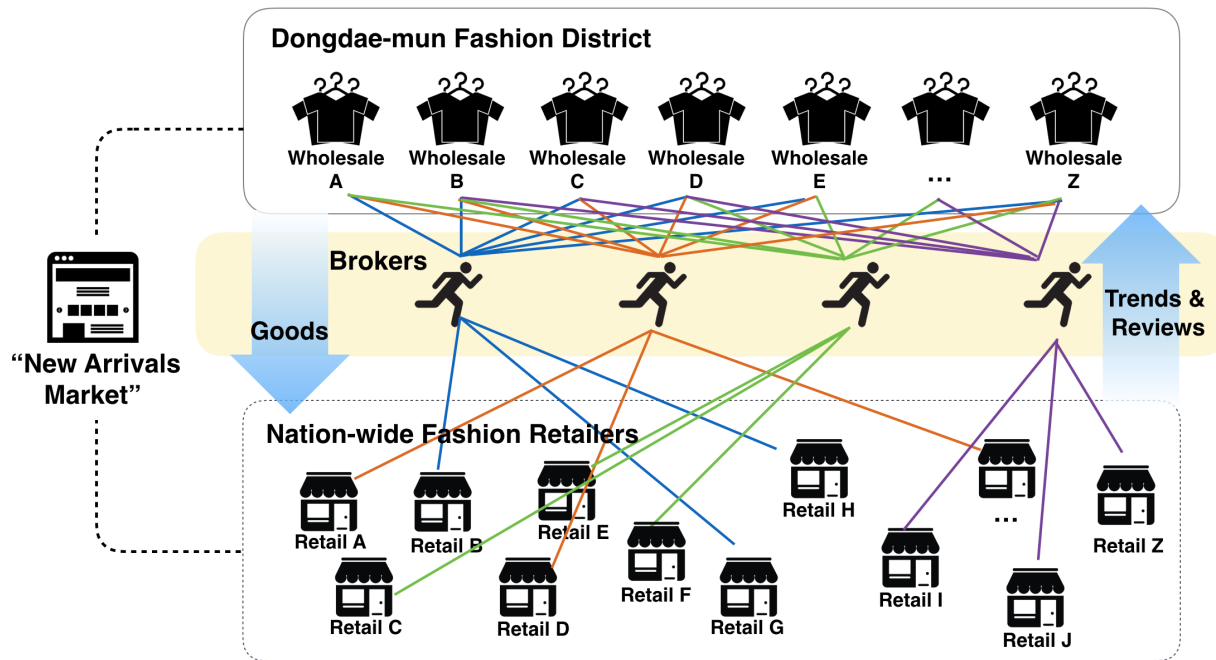 Dongdae-mun Fashion District
Wholesale
A
Wholesale
B
Wholesale
C
Wholesale
D
Wholesale
E
...
Wholesale
Z
Brokers
Goods
Trends &
Reviews
“New Arrivals
Market”
Nation-wide Fashion Retailers
Retail A
Retail B
Retail E
Retail H
...
Retail Z
Retail C
Retail D
Retail F
Retail G
Retail I
Retail J